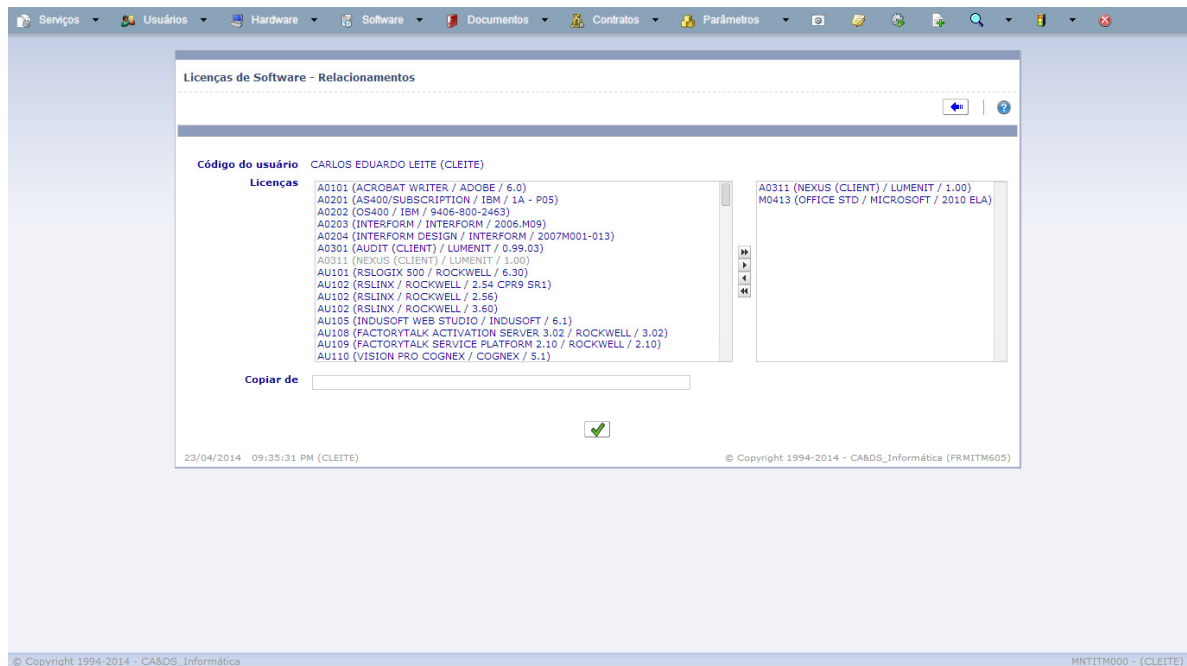 Serviços Usuários Hardware Software Documentos Contratos Parâmetros
Licenças de Software - Relacionamentos
Código do usuário CARLOS EDUARDO LEITE (CLEITE)
Licenças
A0101 (ACROBAT WRITER / ADOBE / 6.0)
A0201 (AS400/SUBSCRIPTION / IBM / 1A - P05)
A0202 (OS400 / IBM / 9406-800-2463)
A0203 (INTERFORM / INTERFORM / 2006.M09)
A0204 (INTERFORM DESIGN / INTERFORM / 2007M001-013)
A0301 (AUDIT (CLIENT) / LUMENIT / 0.99.03)
A0311 (NEXUS (CLIENT) / LUMENIT / 1.00)
AU101 (RSLOGIX 500 / ROCKWELL / 6.30)
AU102 (RSLINX / ROCKWELL / 2.54 CPR9 SR1)
AU102 (RSLINX / ROCKWELL / 2.56)
AU102 (RSLINX / ROCKWELL / 3.60)
AU105 (INDUSOFT WEB STUDIO / INDUSOFT / 6.1)
AU108 (FACTORYTALK ACTIVATION SERVER 3.02 / ROCKWELL / 3.02)
AU109 (FACTORYTALK SERVICE PLATFORM 2.10 / ROCKWELL / 2.10)
AU110 (VISION PRO COGNEX / COGNEX / 5.1)
A0311 (NEXUS (CLIENT) / LUMENIT / 1.00)
M0413 (OFFICE STD / MICROSOFT / 2010 ELA)
Copiar de
23/04/2014 09:35:31 PM (CLEITE)
© Copyright 1994-2014 - CA&DS_Informática (FRMITM605)
© Copyright 1994-2014 - CA&DS_Informática
MNTITM000 - (CLEITE)